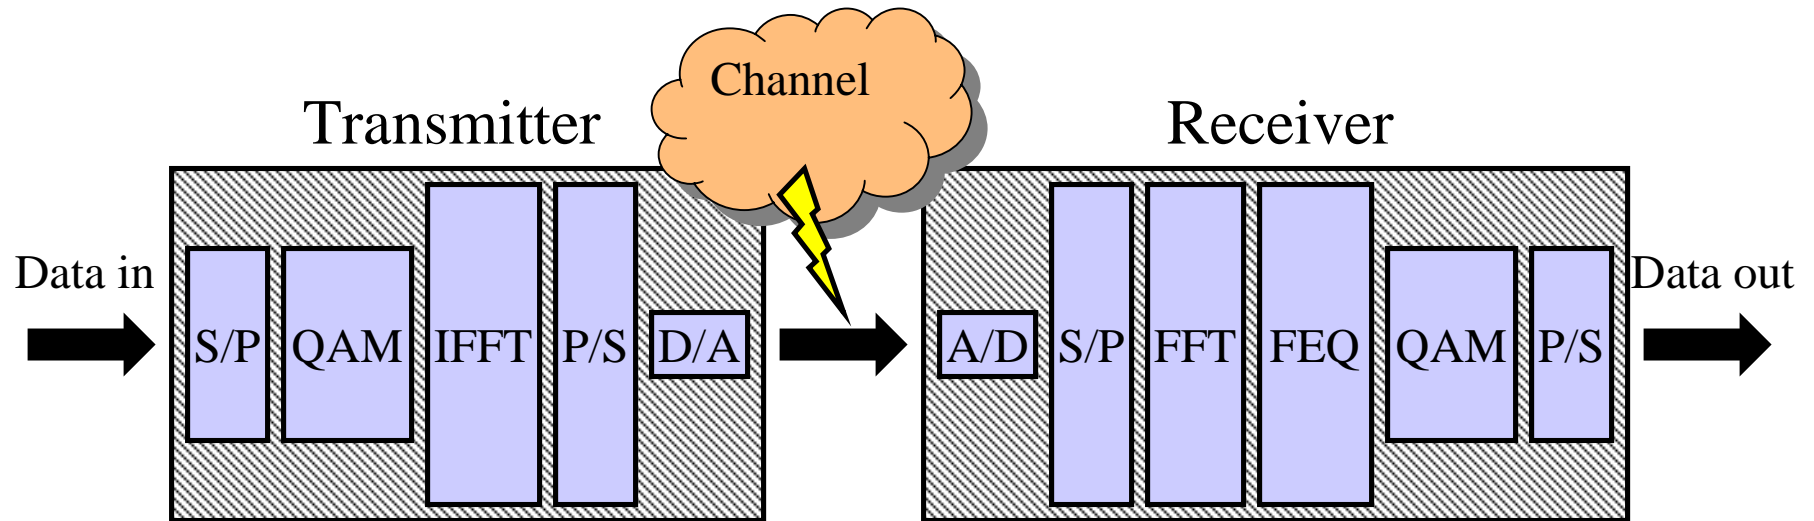 Channel
Transmitter
Receiver
Data in
S/P
QAM
IFFT
P/S
D/A
A/D
S/P
FFT
FEQ
QAM
P/S
Data out